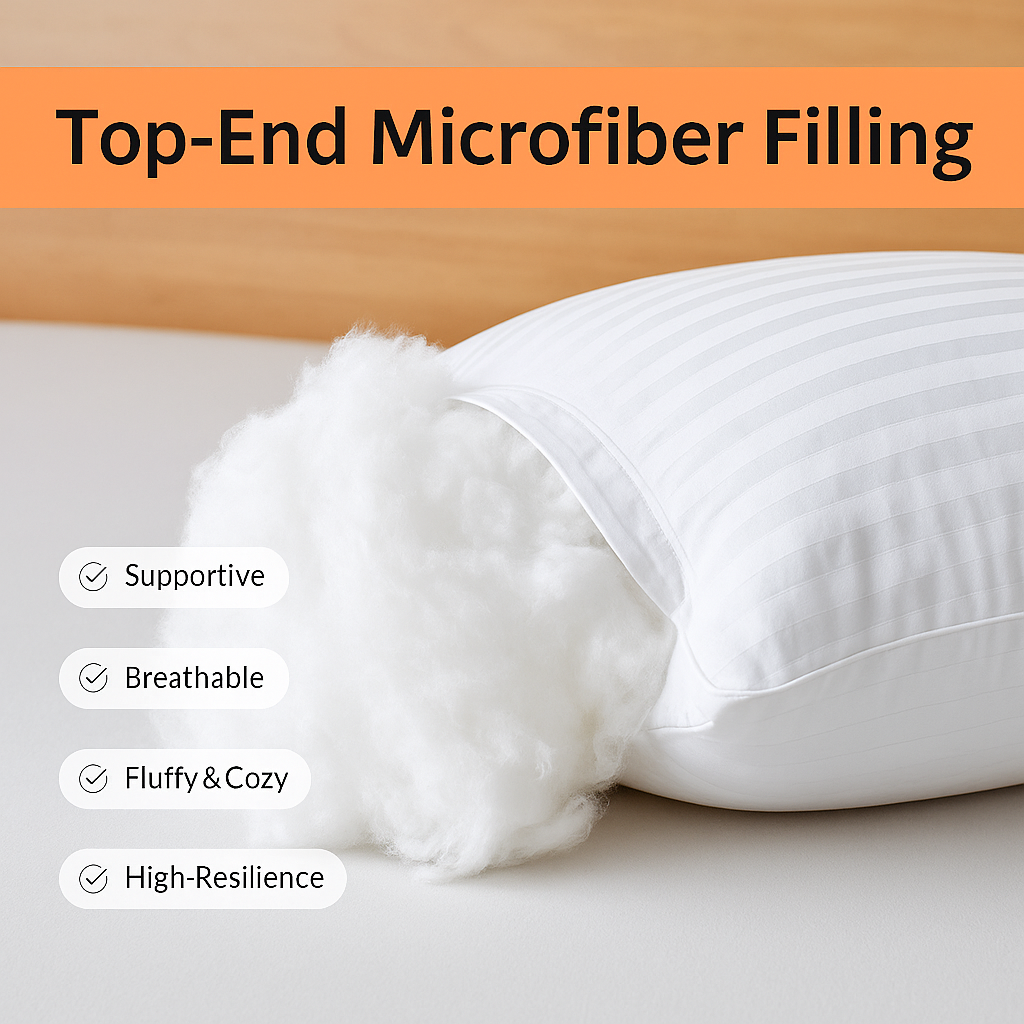 Top-End Microfiber Filling
Supportive
Breathable
Fluffy & Cozy
High-Resilience